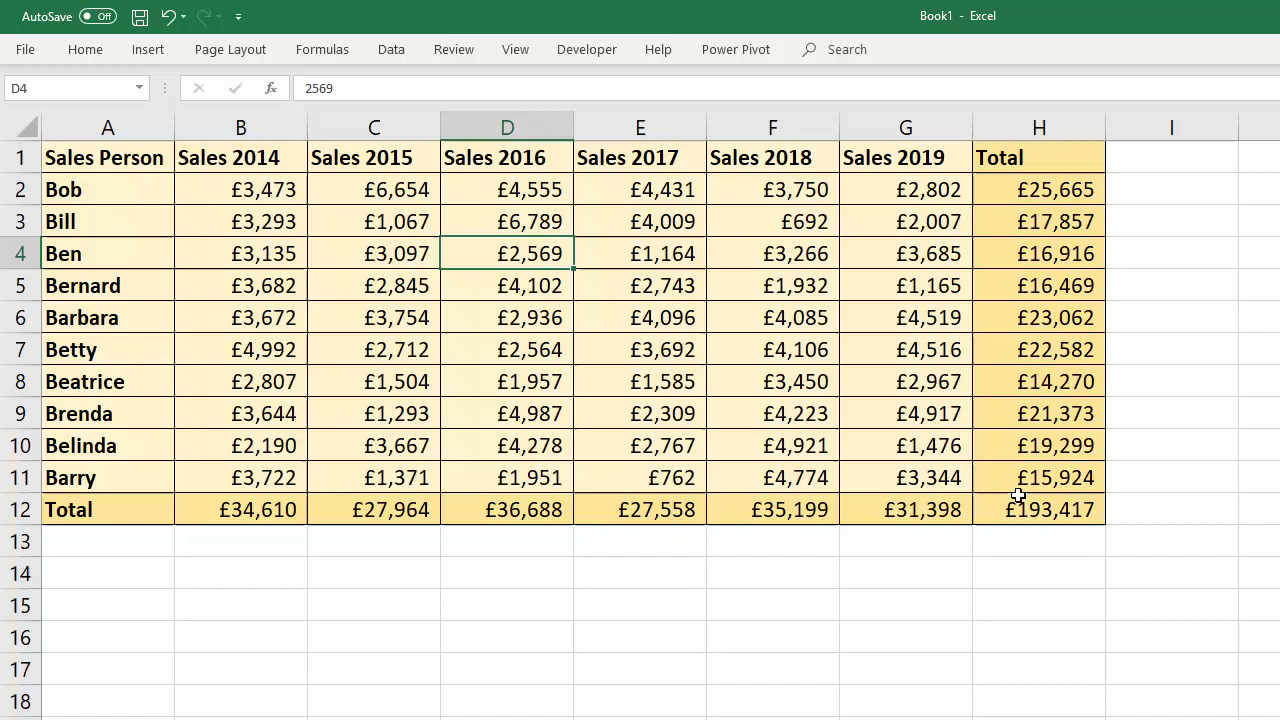 AutoSave Off Book1 - Excel
File Home Insert Page Layout Formulas Data Review View Developer Help Power Pivot Search
D4 fx 2569
A B C D E F G H I
1 Sales Person Sales 2014 Sales 2015 Sales 2016 Sales 2017 Sales 2018 Sales 2019 Total
2 Bob £3,473 £6,654 £4,555 £4,431 £3,750 £2,802 £25,665
3 Bill £3,293 £1,067 £6,789 £4,009 £692 £2,007 £17,857
4 Ben £3,135 £3,097 £2,569 £1,164 £3,266 £3,685 £16,916
5 Bernard £3,682 £2,845 £4,102 £2,743 £1,932 £1,165 £16,469
6 Barbara £3,672 £3,754 £2,936 £4,096 £4,085 £4,519 £23,062
7 Betty £4,992 £2,712 £2,564 £3,692 £4,106 £4,516 £22,582
8 Beatrice £2,807 £1,504 £1,957 £1,585 £3,450 £2,967 £14,270
9 Brenda £3,644 £1,293 £4,987 £2,309 £4,223 £4,917 £21,373
10 Belinda £2,190 £3,667 £4,278 £2,767 £4,921 £1,476 £19,299
11 Barry £3,722 £1,371 £1,951 £762 £4,774 £3,344 £15,924
12 Total £34,610 £27,964 £36,688 £27,558 £35,199 £31,398 £193,417
13
14
15
16
17
18